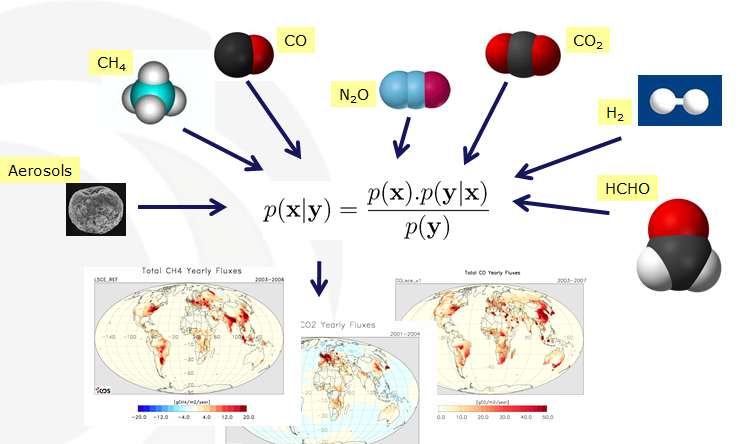 CO
CO2
CH4
N2O
H2
Aerosols
HCHO
p(x|y) = p(x).p(y|x) / p(y)
Total CH4 Yearly Fluxes
LSCE_REF 2003-2006
Total CO Yearly Fluxes
2003-2007
CO2 Yearly Fluxes
2001-2004
-20.0 -12.0 -4.0 4.0 12.0 20.0
[gCH4/m2/year]
0.0 10.0 20.0 30.0 40.0 50.0
[gCO/m2/year]